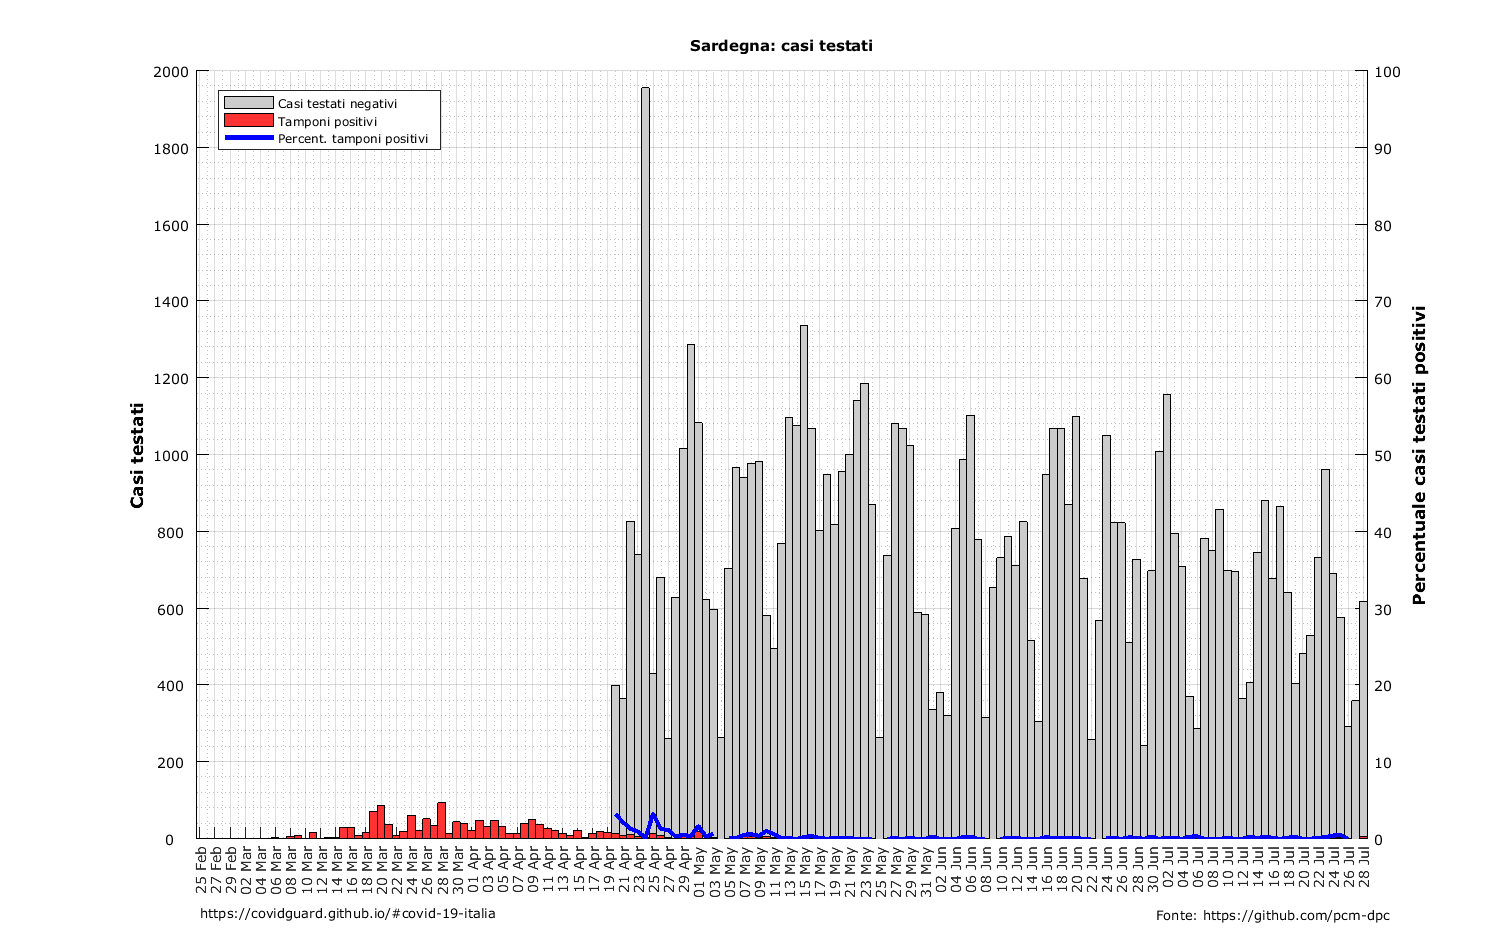 Sardegna: casi testati
Casi testati negativi
Tamponi positivi
Percent. tamponi positivi
Casi testati
2000
1800
1600
1400
1200
1000
800
600
400
200
0
Percentuale casi testati positivi
100
90
80
70
60
50
40
30
20
10
0
25 Feb
27 Feb
29 Feb
02 Mar
04 Mar
06 Mar
08 Mar
10 Mar
12 Mar
14 Mar
16 Mar
18 Mar
20 Mar
22 Mar
24 Mar
26 Mar
28 Mar
30 Mar
01 Apr
03 Apr
05 Apr
07 Apr
09 Apr
11 Apr
13 Apr
15 Apr
17 Apr
19 Apr
21 Apr
23 Apr
25 Apr
27 Apr
29 Apr
01 May
03 May
05 May
07 May
09 May
11 May
13 May
15 May
17 May
19 May
21 May
23 May
25 May
27 May
29 May
31 May
02 Jun
04 Jun
06 Jun
08 Jun
10 Jun
12 Jun
14 Jun
16 Jun
18 Jun
20 Jun
22 Jun
24 Jun
26 Jun
28 Jun
30 Jun
02 Jul
04 Jul
06 Jul
08 Jul
10 Jul
12 Jul
14 Jul
16 Jul
18 Jul
20 Jul
22 Jul
24 Jul
26 Jul
28 Jul
https://covidguard.github.io/#covid-19-italia
Fonte: https://github.com/pcm-dpc